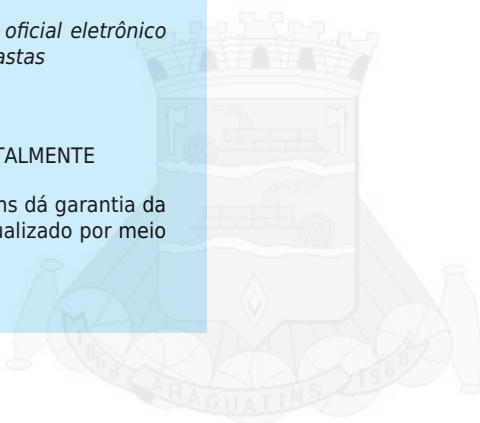 oficial eletrônico
astas
TALMENTE
ns dá garantia da
ualizado por meio
1868 ARAGUATINS 1968